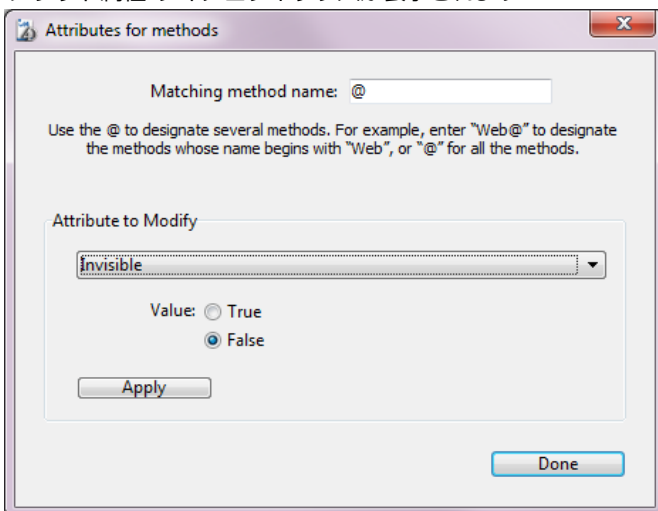 Attributes for methods
Matching method name: @
Use the @ to designate several methods. For example, enter "Web@" to designate
the methods whose name begins with "Web", or "@" for all the methods.
Attribute to Modify
Invisible
Value: True
False
Apply
Done